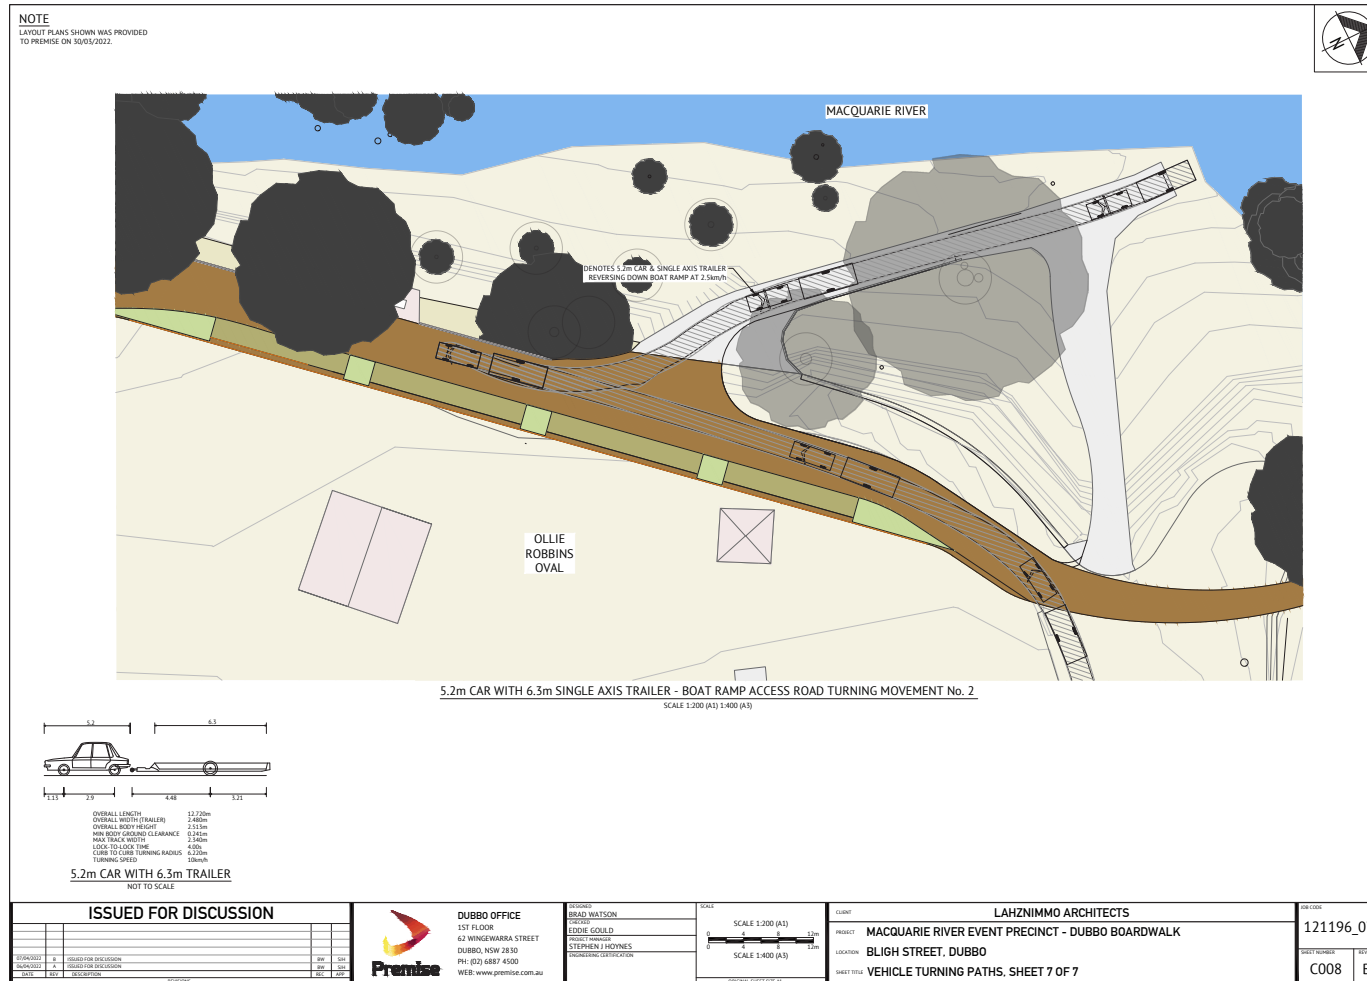 NOTE
LAYOUT PLANS SHOWN WAS PROVIDED
TO PREMISE ON 30/03/2022.
N
MACQUARIE RIVER
DENOTES 5.2m CAR & SINGLE AXIS TRAILER
REVERSING DOWN BOAT RAMP AT 2.5km/h
OLLIE
ROBBINS
OVAL
5.2m CAR WITH 6.3m SINGLE AXIS TRAILER - BOAT RAMP ACCESS ROAD TURNING MOVEMENT No. 2
SCALE 1:200 (A1) 1:400 (A3)
5.2 6.3
1.13 2.9 4.48 3.21
OVERALL LENGTH 12.720m
OVERALL WIDTH (TRAILER) 2.480m
OVERALL BODY HEIGHT 2.513m
MIN BODY GROUND CLEARANCE 0.241m
MAX TRACK WIDTH 2.340m
LOCK-TO-LOCK TIME 4.00s
CURB TO CURB TURNING RADIUS 6.220m
TURNING SPEED 10km/h
5.2m CAR WITH 6.3m TRAILER
NOT TO SCALE
ISSUED FOR DISCUSSION
07/04/2022 B ISSUED FOR DISCUSSION BW SJH
06/04/2022 A ISSUED FOR DISCUSSION BW SJH
DATE REV DESCRIPTION REC APP
REVISIONS
Premise
DUBBO OFFICE
1ST FLOOR
62 WINGEWARRA STREET
DUBBO, NSW 2830
PH: (02) 6887 4500
WEB: www.premise.com.au
DESIGNED
BRAD WATSON
CHECKED
EDDIE GOULD
PROJECT MANAGER
STEPHEN J HOYNES
ENGINEERING CERTIFICATION
SCALE
SCALE 1:200 (A1)
0 4 8 12m
0 4 8 12m
SCALE 1:400 (A3)
ORIGINAL SHEET SIZE A1
CLIENT LAHZNIMMO ARCHITECTS
PROJECT MACQUARIE RIVER EVENT PRECINCT - DUBBO BOARDWALK
LOCATION BLIGH STREET, DUBBO
SHEET TITLE VEHICLE TURNING PATHS, SHEET 7 OF 7
JOB CODE
121196_0
SHEET NUMBER REV
C008